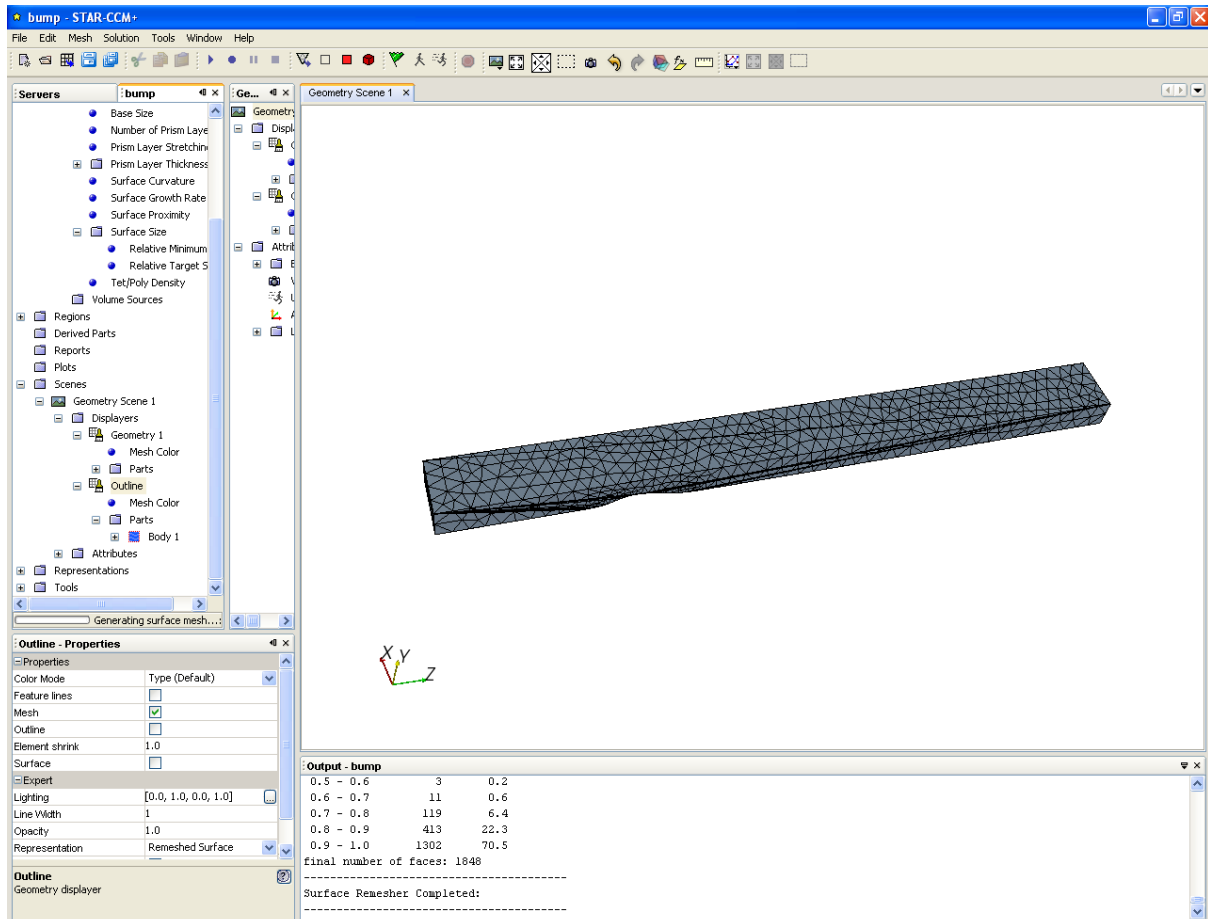 bump - STAR-CCM+
File Edit Mesh Solution Tools Window Help
Servers
bump
Ge...
Base Size
Number of Prism Laye
Prism Layer Stretchin
Prism Layer Thickness
Surface Curvature
Surface Growth Rate
Surface Proximity
Surface Size
Relative Minimum
Relative Target S
Tet/Poly Density
Volume Sources
Regions
Derived Parts
Reports
Plots
Scenes
Geometry Scene 1
Displayers
Geometry 1
Mesh Color
Parts
Outline
Mesh Color
Parts
Body 1
Attributes
Representations
Tools
Generating surface mesh...:
Geometry
Displ
Attrib
Geometry Scene 1
X Y
Z
Outline - Properties
Properties
Color Mode Type (Default)
Feature lines
Mesh
Outline
Element shrink 1.0
Surface
Expert
Lighting [0.0, 1.0, 0.0, 1.0] ...
Line Width 1
Opacity 1.0
Representation Remeshed Surface
Outline
Geometry displayer
Output - bump
0.5 - 0.6 3 0.2
0.6 - 0.7 11 0.6
0.7 - 0.8 119 6.4
0.8 - 0.9 413 22.3
0.9 - 1.0 1302 70.5
final number of faces: 1848
----------------------------------------
Surface Remesher Completed:
----------------------------------------